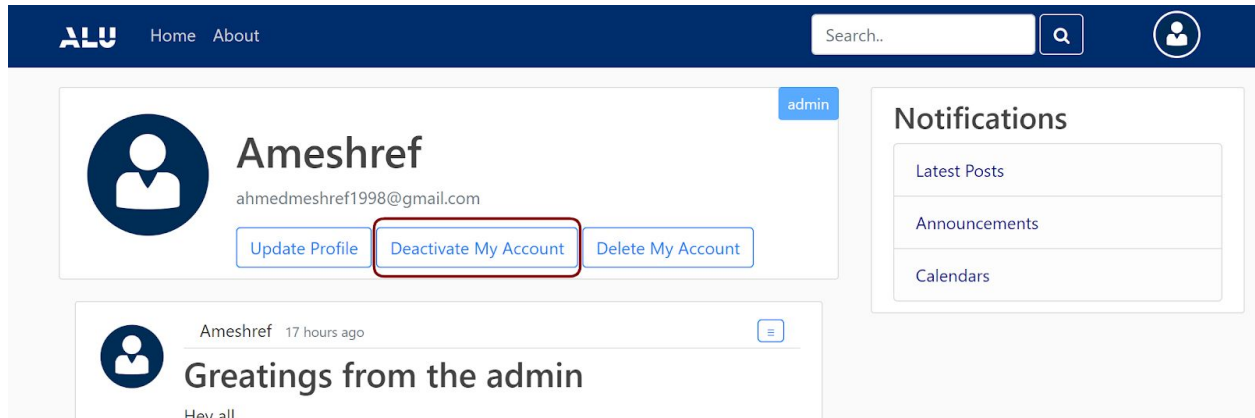 ALU Home About Search..
admin
Ameshref
ahmedmeshref1998@gmail.com
Update Profile Deactivate My Account Delete My Account
Notifications
Latest Posts
Announcements
Calendars
Ameshref 17 hours ago
Greatings from the admin
Hey all